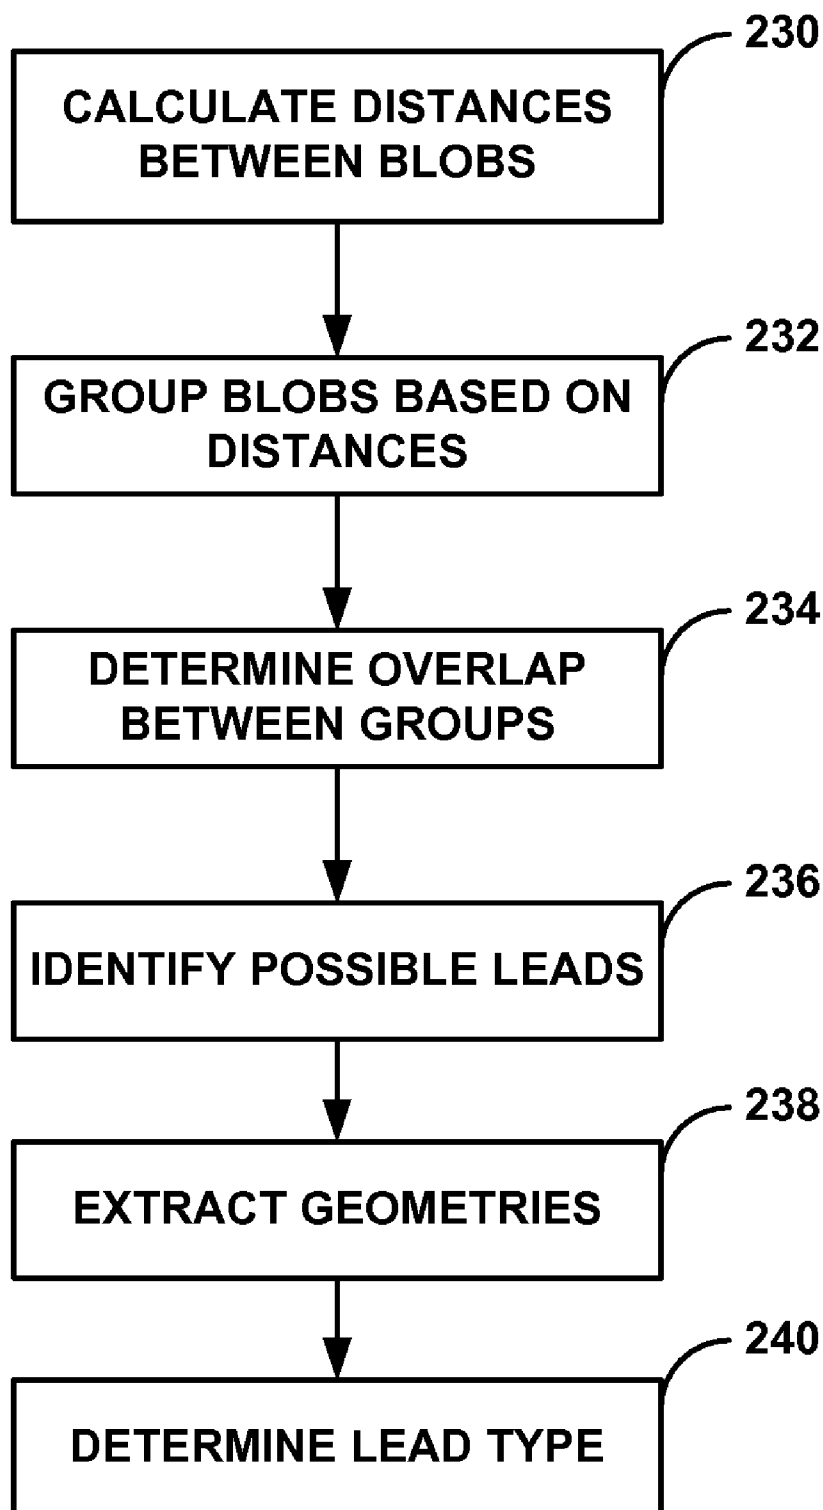 230
CALCULATE DISTANCES
BETWEEN BLOBS
232
GROUP BLOBS BASED ON
DISTANCES
234
DETERMINE OVERLAP
BETWEEN GROUPS
236
IDENTIFY POSSIBLE LEADS
238
EXTRACT GEOMETRIES
240
DETERMINE LEAD TYPE